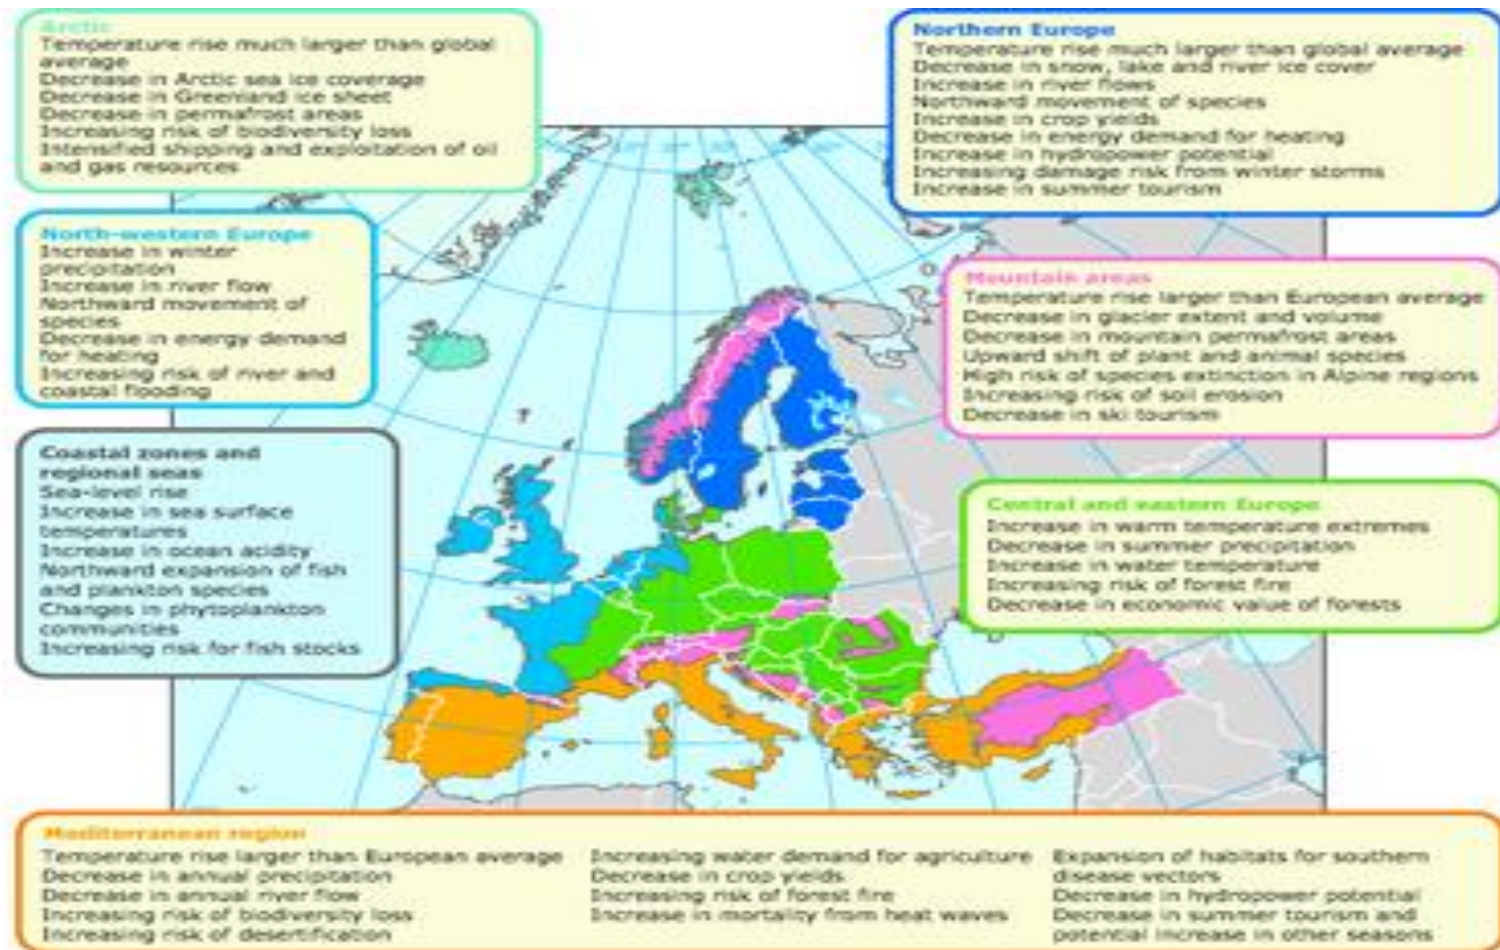 Arctic
Temperature rise much larger than global
average
Decrease in Arctic sea ice coverage
Decrease in Greenland ice sheet
Decrease in permafrost areas
Increasing risk of biodiversity loss
Intensified shipping and exploitation of oil
and gas resources
Northern Europe
Temperature rise much larger than global average
Decrease in snow, lake and river ice cover
Increase in river flows
Northward movement of species
Increase in crop yields
Decrease in energy demand for heating
Increase in hydropower potential
Increasing damage risk from winter storms
Increase in summer tourism
North-western Europe
Increase in winter
precipitation
Increase in river flow
Northward movement of
species
Decrease in energy demand
for heating
Increasing risk of river and
coastal flooding
Mountain areas
Temperature rise larger than European average
Decrease in glacier extent and volume
Decrease in mountain permafrost areas
Upward shift of plant and animal species
High risk of species extinction in Alpine regions
Increasing risk of soil erosion
Decrease in ski tourism
Coastal zones and
regional seas
Sea-level rise
Increase in sea surface
temperatures
Increase in ocean acidity
Northward expansion of fish
and plankton species
Changes in phytoplankton
communities
Increasing risk for fish stocks
Central and eastern Europe
Increase in warm temperature extremes
Decrease in summer precipitation
Increase in water temperature
Increasing risk of forest fire
Decrease in economic value of forests
Mediterranean region
Temperature rise larger than European average
Decrease in annual precipitation
Decrease in annual river flow
Increasing risk of biodiversity loss
Increasing risk of desertification
Increasing water demand for agriculture
Decrease in crop yields
Increasing risk of forest fire
Increase in mortality from heat waves
Expansion of habitats for southern
disease vectors
Decrease in hydropower potential
Decrease in summer tourism and
potential increase in other seasons